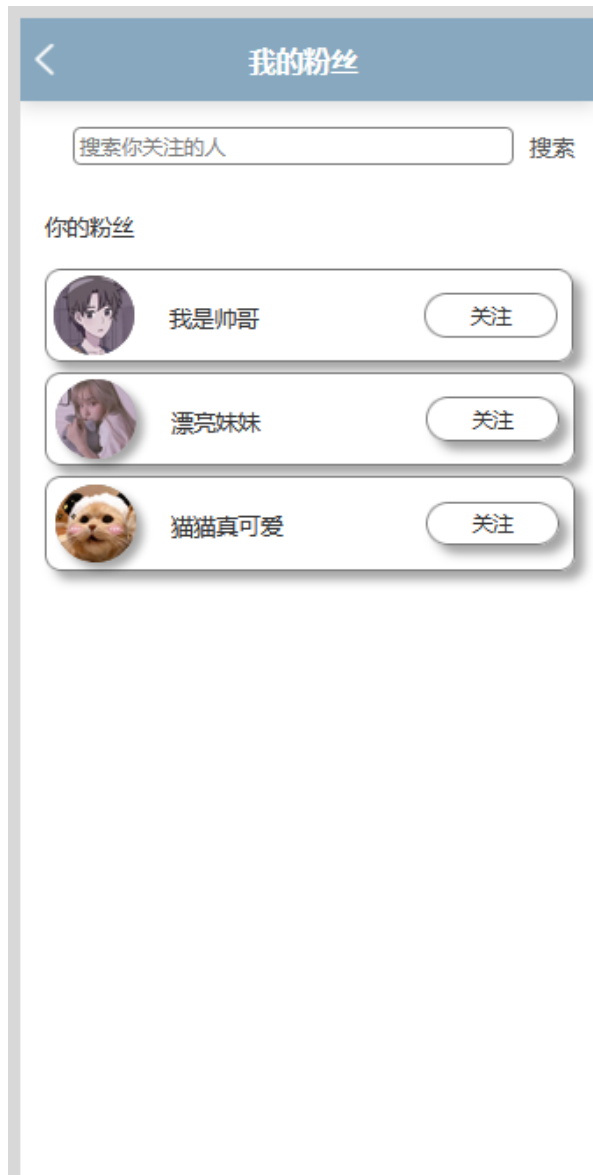 我的粉丝
搜索你关注的人 搜索
你的粉丝
我是帅哥 关注
漂亮妹妹 关注
猫猫真可爱 关注